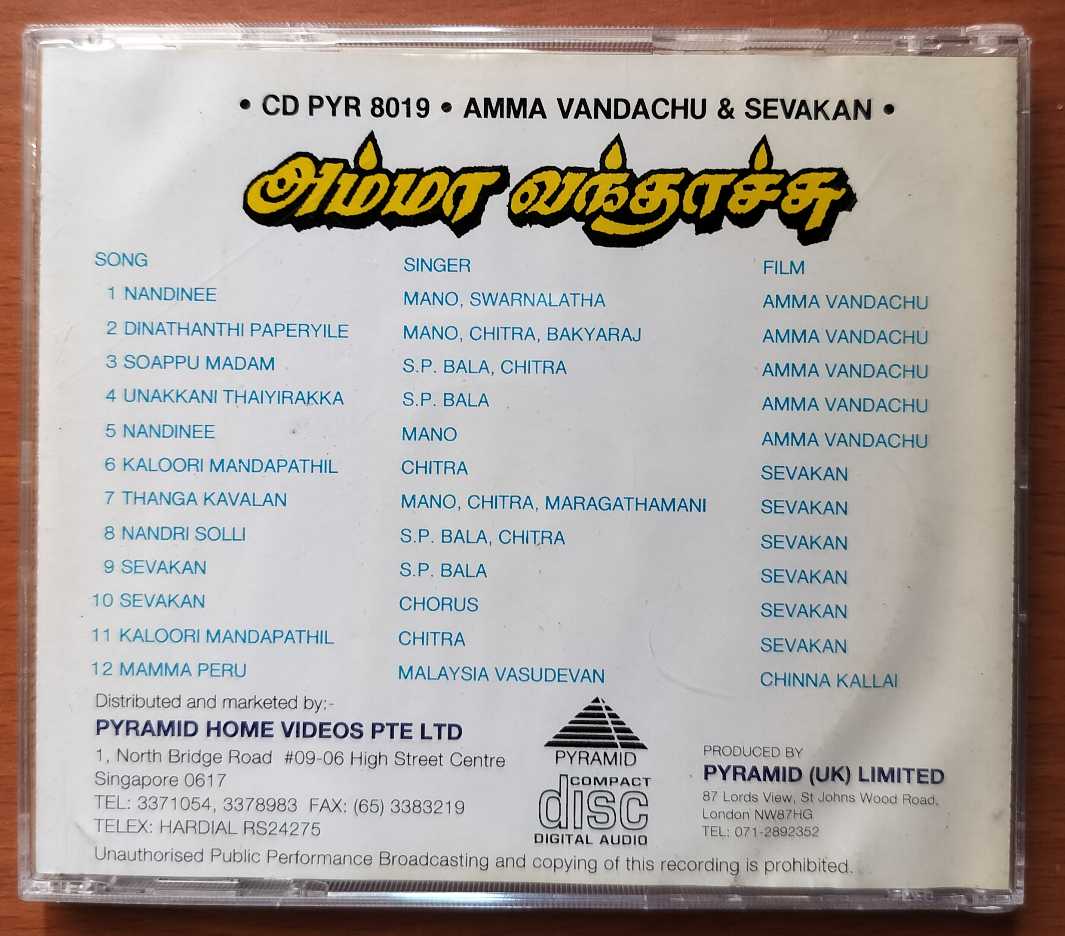 • CD PYR 8019 • AMMA VANDACHU & SEVAKAN •
அம்மா வந்தாச்சு
SONG SINGER FILM
1 NANDINEE MANO, SWARNALATHA AMMA VANDACHU
2 DINATHANTHI PAPERYILE MANO, CHITRA, BAKYARAJ AMMA VANDACHU
3 SOAPPU MADAM S.P. BALA, CHITRA AMMA VANDACHU
4 UNAKKANI THAIYIRAKKA S.P. BALA AMMA VANDACHU
5 NANDINEE MANO AMMA VANDACHU
6 KALOORI MANDAPATHIL CHITRA SEVAKAN
7 THANGA KAVALAN MANO, CHITRA, MARAGATHAMANI SEVAKAN
8 NANDRI SOLLI S.P. BALA, CHITRA SEVAKAN
9 SEVAKAN S.P. BALA SEVAKAN
10 SEVAKAN CHORUS SEVAKAN
11 KALOORI MANDAPATHIL CHITRA SEVAKAN
12 MAMMA PERU MALAYSIA VASUDEVAN CHINNA KALLAI
Distributed and marketed by:-
PYRAMID HOME VIDEOS PTE LTD
1, North Bridge Road #09-06 High Street Centre
Singapore 0617
TEL: 3371054, 3378983 FAX: (65) 3383219
TELEX: HARDIAL RS24275
PYRAMID
COMPACT
disc
DIGITAL AUDIO
PRODUCED BY
PYRAMID (UK) LIMITED
87 Lords View, St Johns Wood Road,
London NW87HG
TEL: 071-2892352
Unauthorised Public Performance Broadcasting and copying of this recording is prohibited.